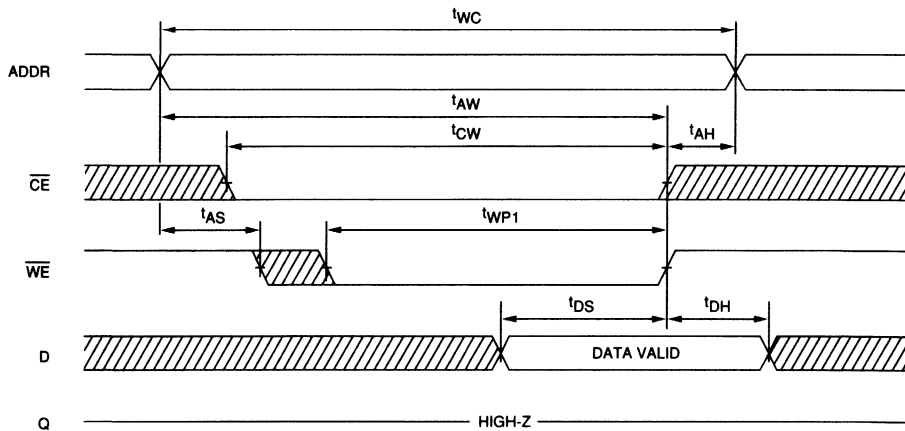 tWC
ADDR
tAW
tCW
tAH
CE
tAS
tWP1
WE
tDS
tDH
D
DATA VALID
Q
HIGH-Z